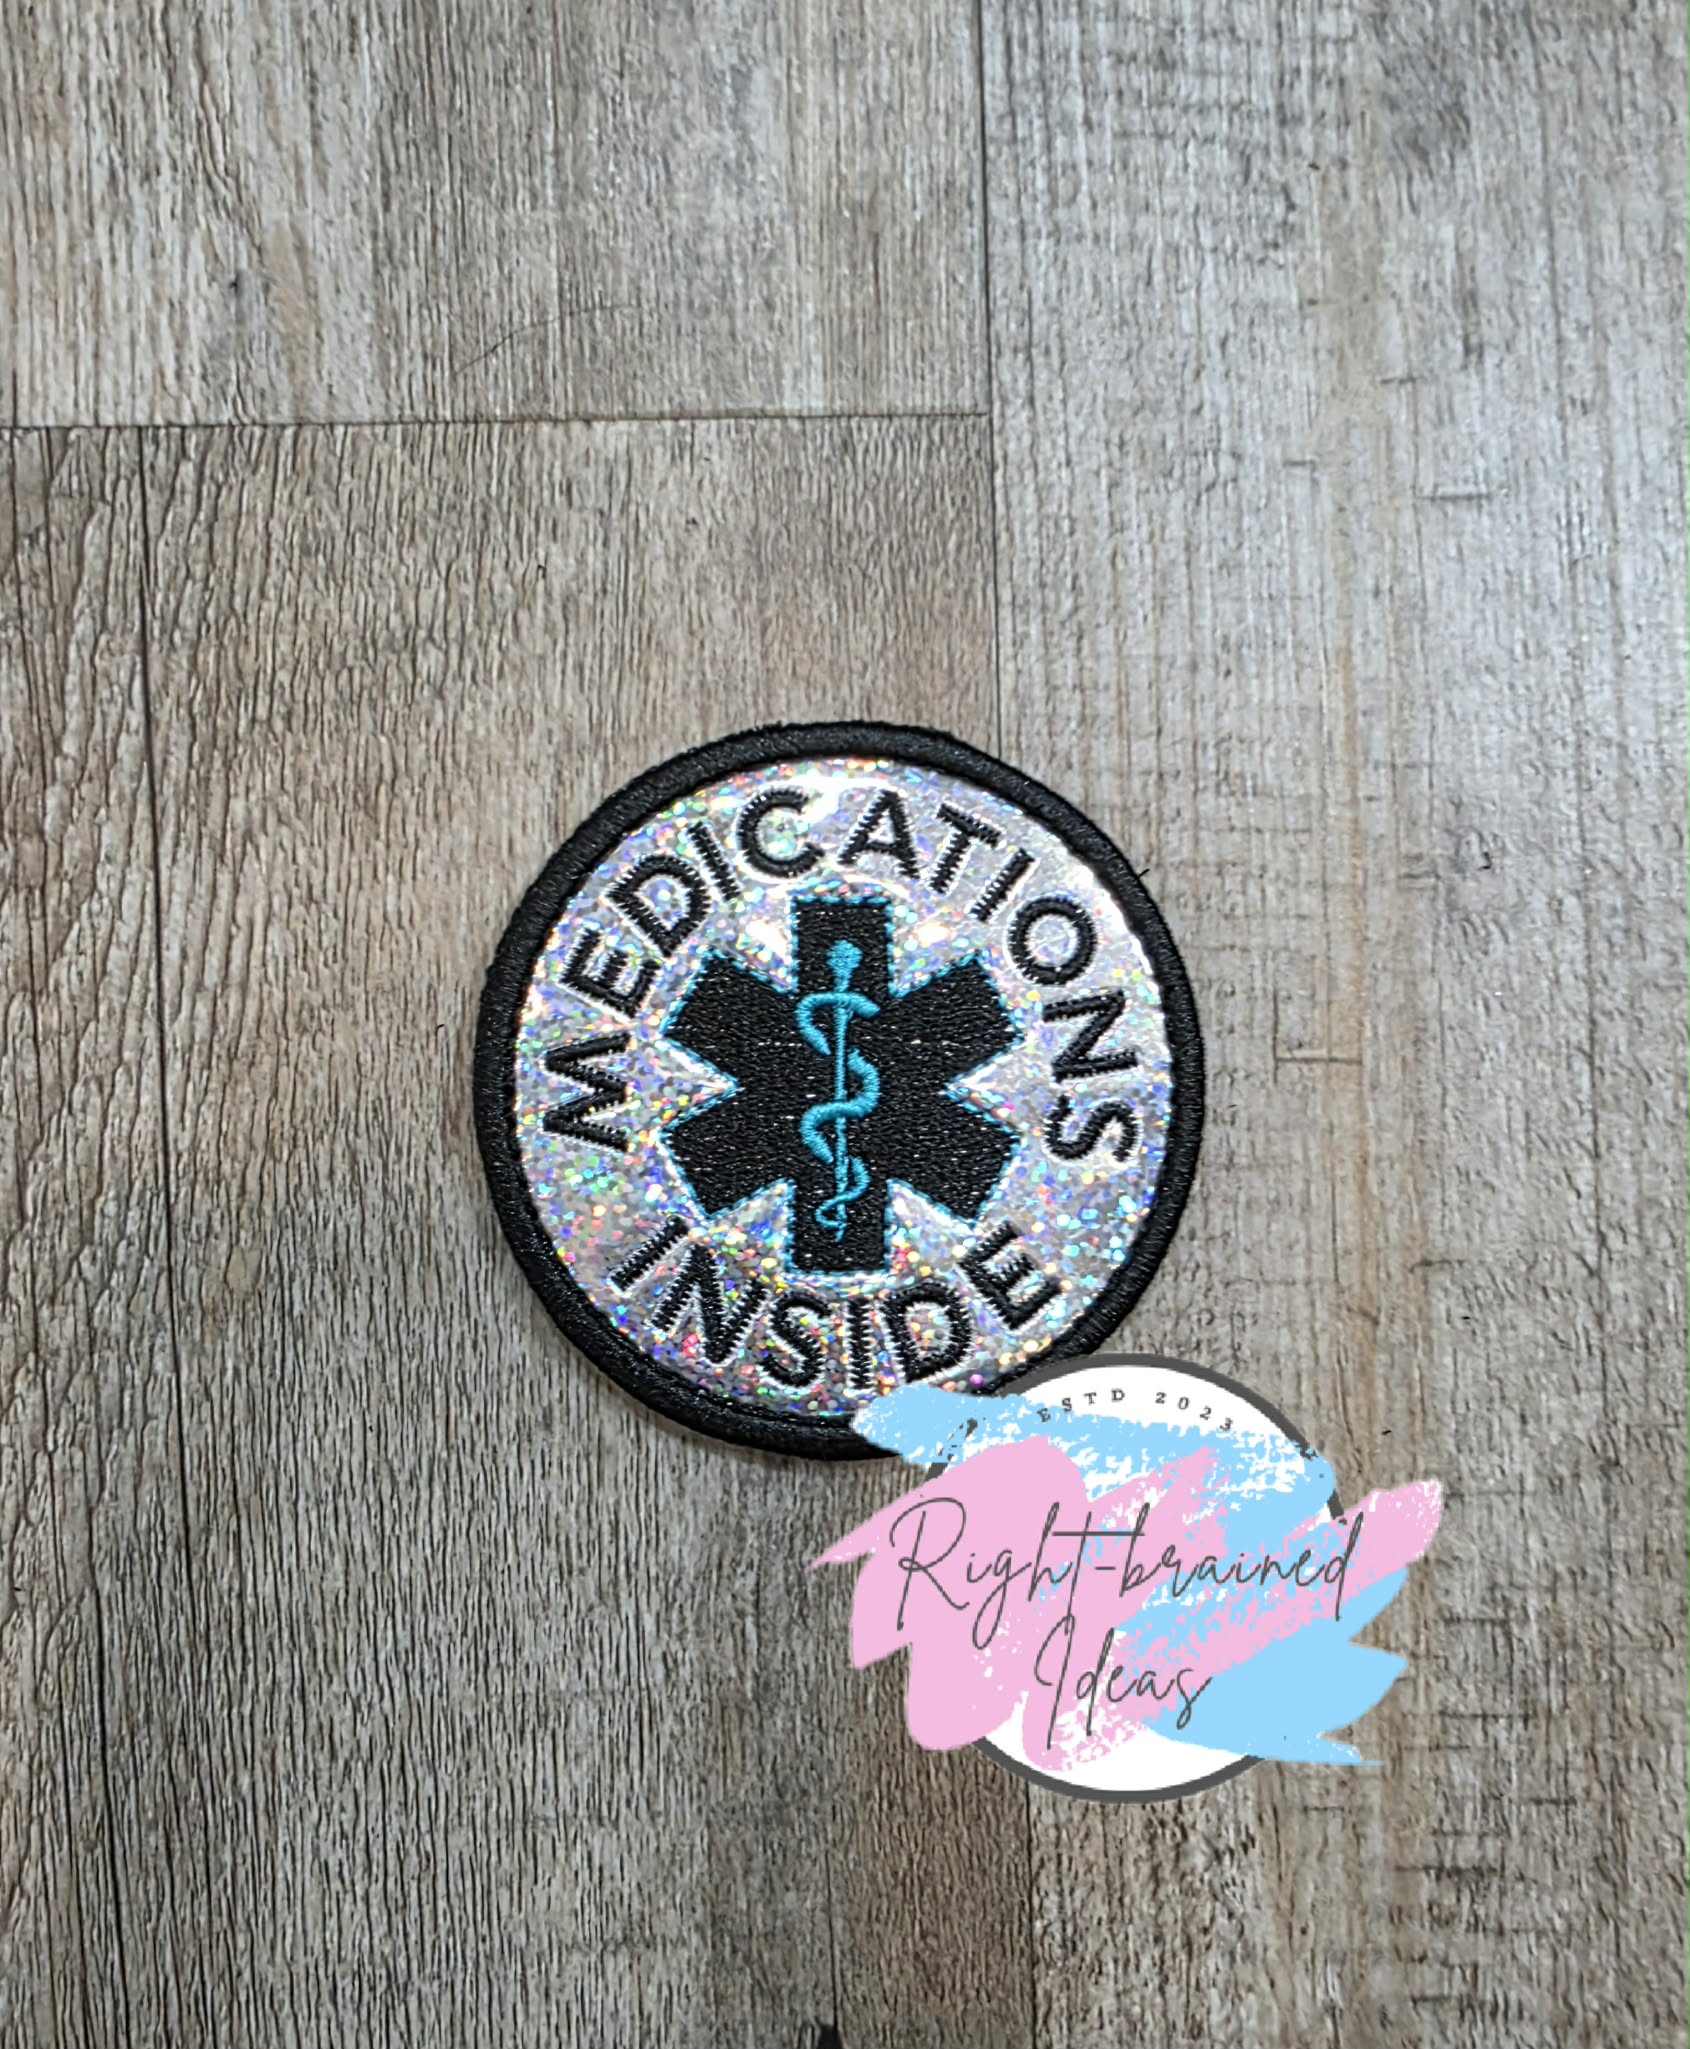 MEDICATIONS
INSIDE
ESTD 2023
Right-brained
Ideas